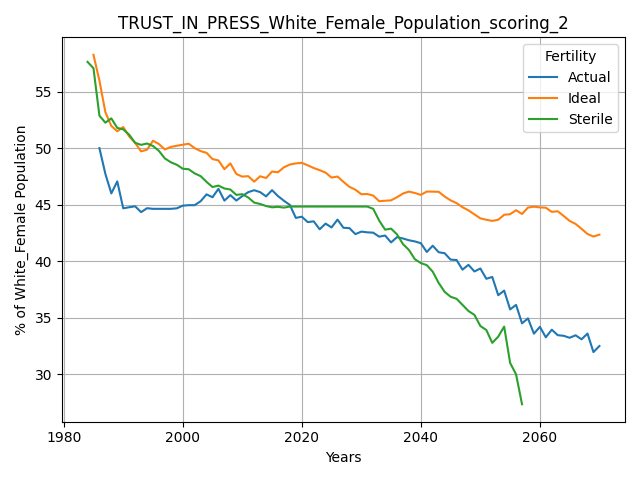 TRUST_IN_PRESS_White_Female_Population_scoring_2
Fertility
Actual
Ideal
Sterile
% of White_Female Population
55
50
45
40
35
30
1980
2000
2020
2040
2060
Years